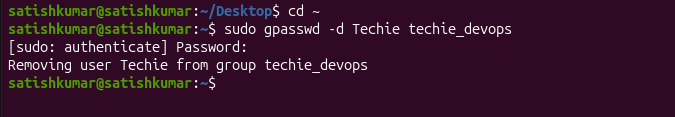 satishkumar@satishkumar:~/Desktop$ cd ~
satishkumar@satishkumar:~$ sudo gpasswd -d Techie techie_devops
[sudo: authenticate] Password:
Removing user Techie from group techie_devops
satishkumar@satishkumar:~$